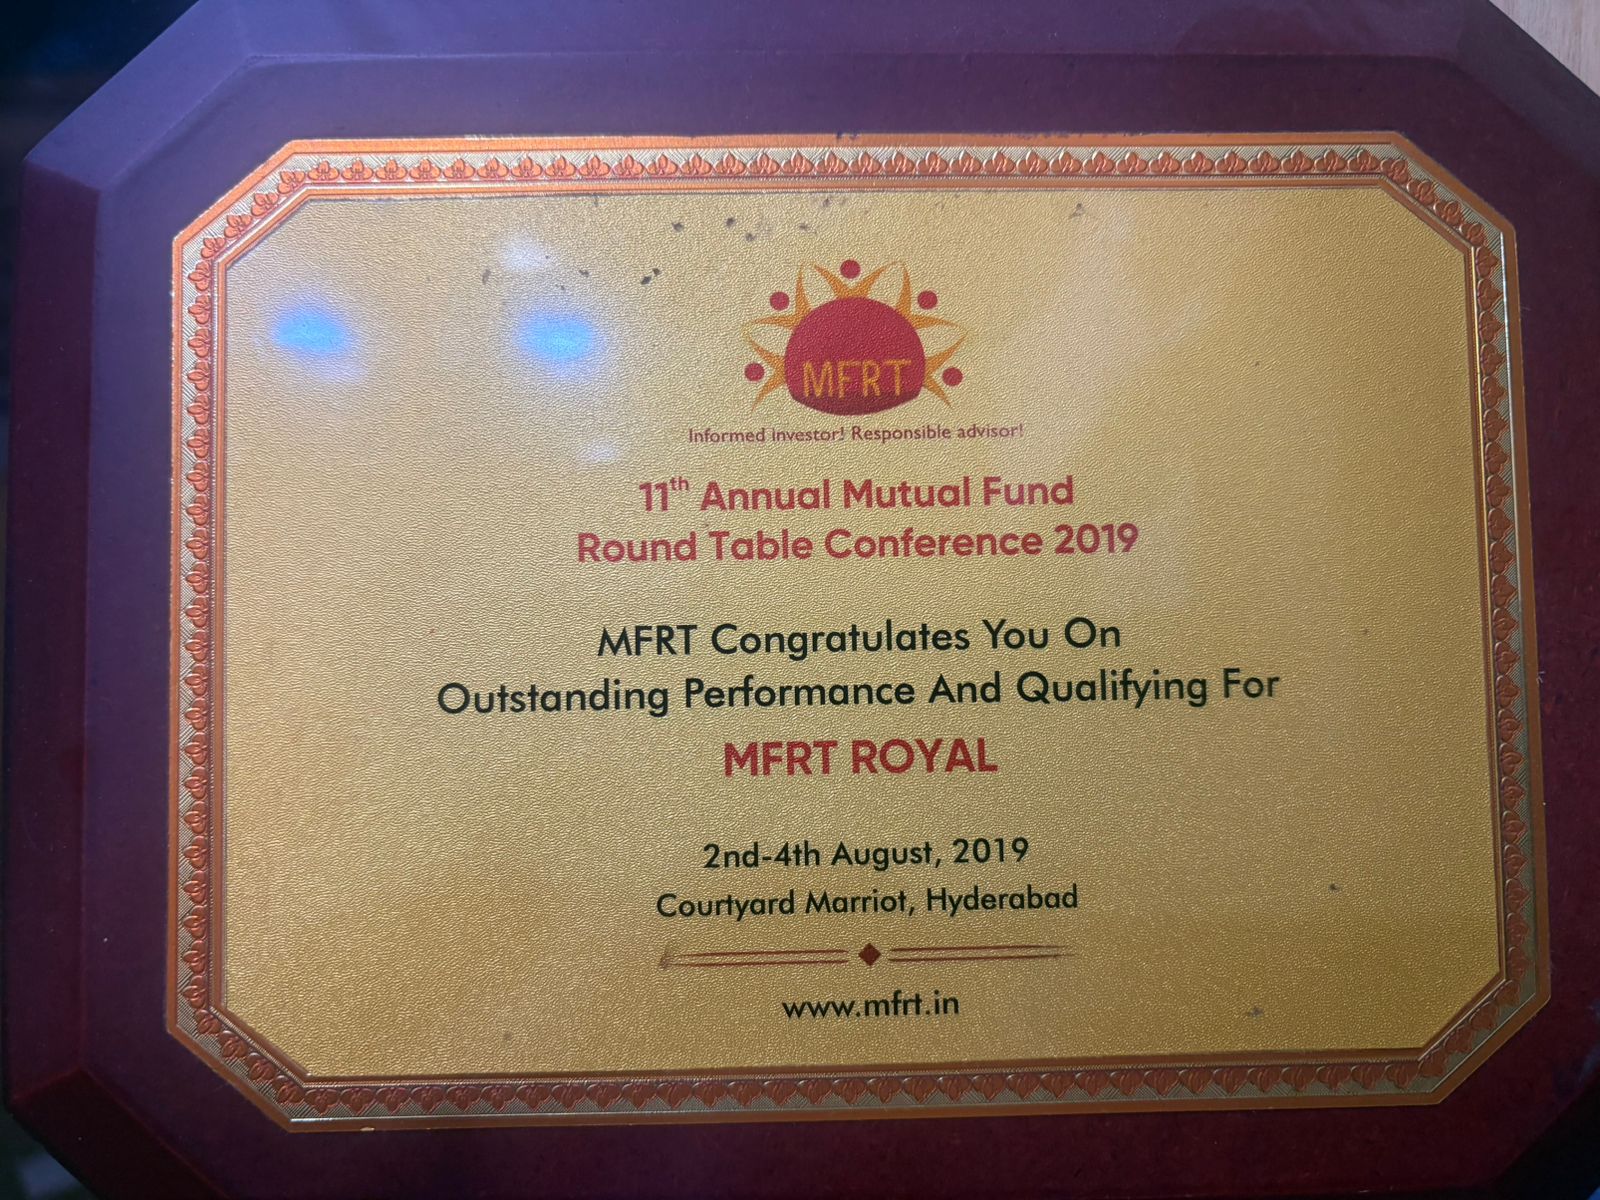 MFRT
Informed investor! Responsible advisor!
11th Annual Mutual Fund
Round Table Conference 2019
MFRT Congratulates You On
Outstanding Performance And Qualifying For
MFRT ROYAL
2nd-4th August, 2019
Courtyard Marriot, Hyderabad
www.mfrt.in